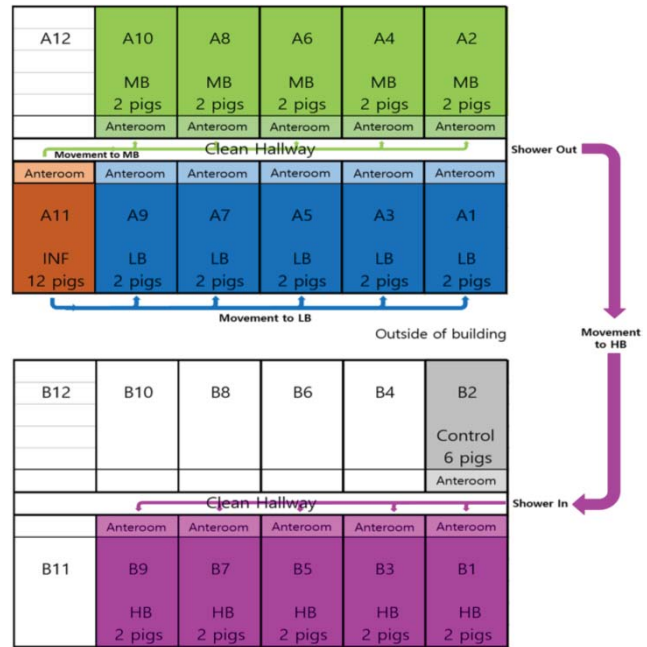 A12 A10 A8 A6 A4 A2
MB MB MB MB MB
2 pigs 2 pigs 2 pigs 2 pigs 2 pigs
Anteroom Anteroom Anteroom Anteroom Anteroom
Clean Hallway Shower Out
Movement to MB
Anteroom Anteroom Anteroom Anteroom Anteroom Anteroom
A11 A9 A7 A5 A3 A1
INF LB LB LB LB LB
12 pigs 2 pigs 2 pigs 2 pigs 2 pigs 2 pigs
Movement to LB
Outside of building
Movement
to HB
B12 B10 B8 B6 B4 B2
Control
6 pigs
Anteroom
Clean Hallway Shower In
Anteroom Anteroom Anteroom Anteroom Anteroom
B11 B9 B7 B5 B3 B1
HB HB HB HB HB
2 pigs 2 pigs 2 pigs 2 pigs 2 pigs